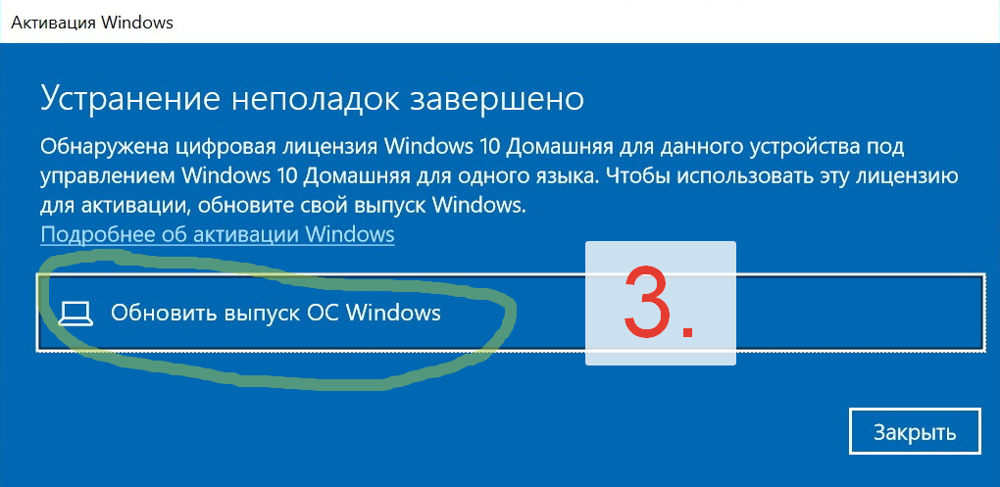 Активация Windows
Устранение неполадок завершено
Обнаружена цифровая лицензия Windows 10 Домашняя для данного устройства под
управлением Windows 10 Домашняя для одного языка. Чтобы использовать эту лицензию
для активации, обновите свой выпуск Windows.
Подробнее об активации Windows
Обновить выпуск ОС Windows
3.
Закрыть